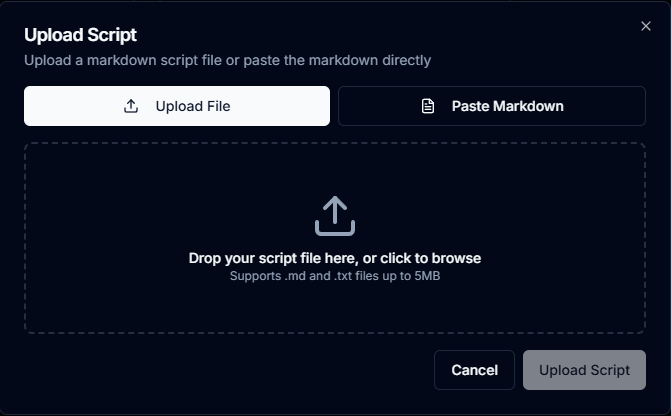 Upload Script
Upload a markdown script file or paste the markdown directly
Upload File
Paste Markdown
Drop your script file here, or click to browse
Supports .md and .txt files up to 5MB
Cancel
Upload Script